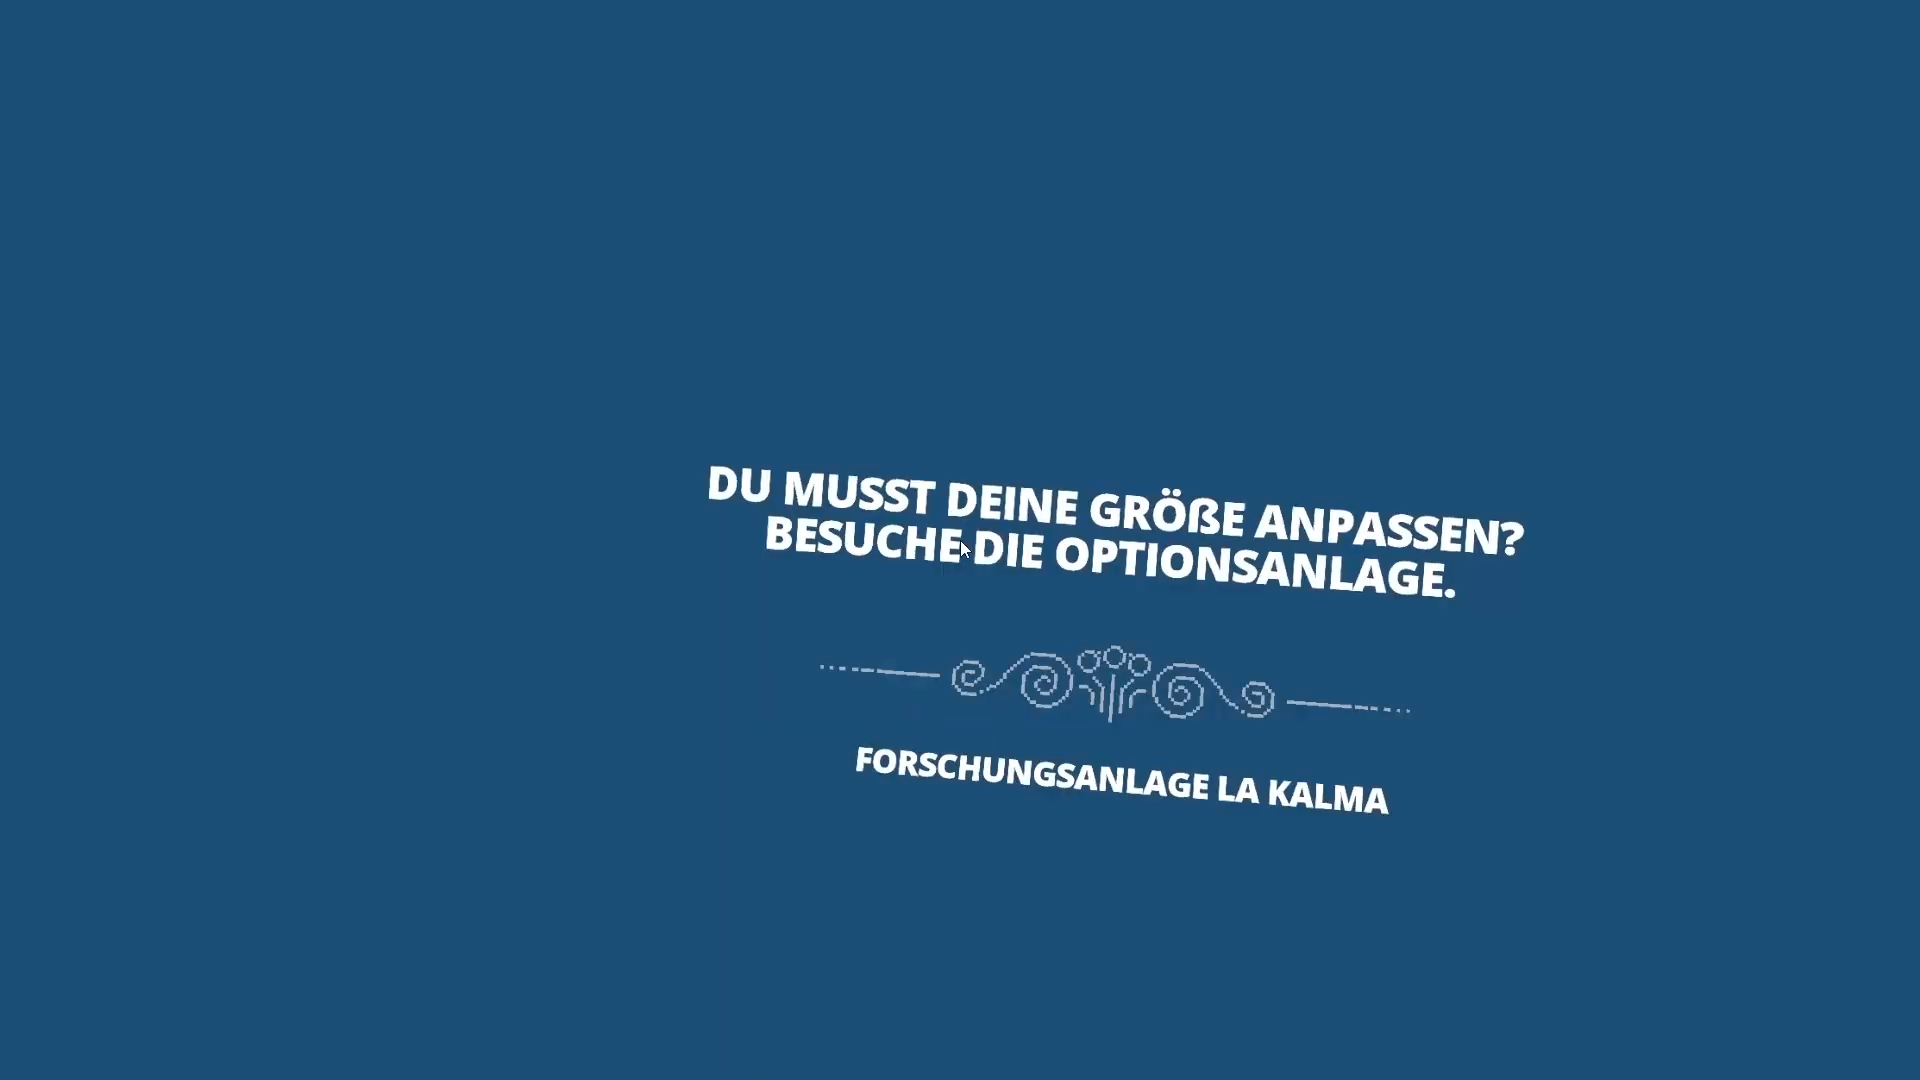 DU MUSST DEINE GRÖßE ANPASSEN?
BESUCHE DIE OPTIONSANLAGE.
FORSCHUNGSANLAGE LA KALMA